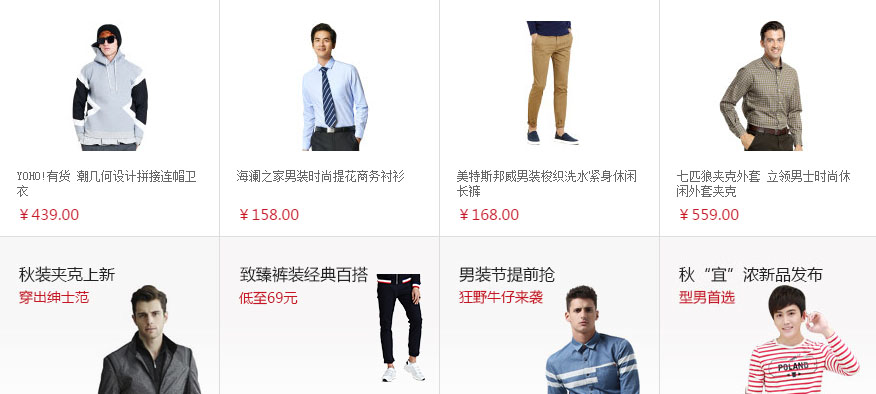 YOHO!有货 潮几何设计拼接连帽卫
衣
￥439.00
海澜之家男装时尚提花商务衬衫
￥158.00
美特斯邦威男装梭织洗水紧身休闲
长裤
￥168.00
七匹狼夹克外套 立领男士时尚休
闲外套夹克
￥559.00
秋装夹克上新
穿出绅士范
致臻裤装经典百搭
低至69元
男装节提前抢
狂野牛仔来袭
秋“宜”浓新品发布
型男首选
POLAND